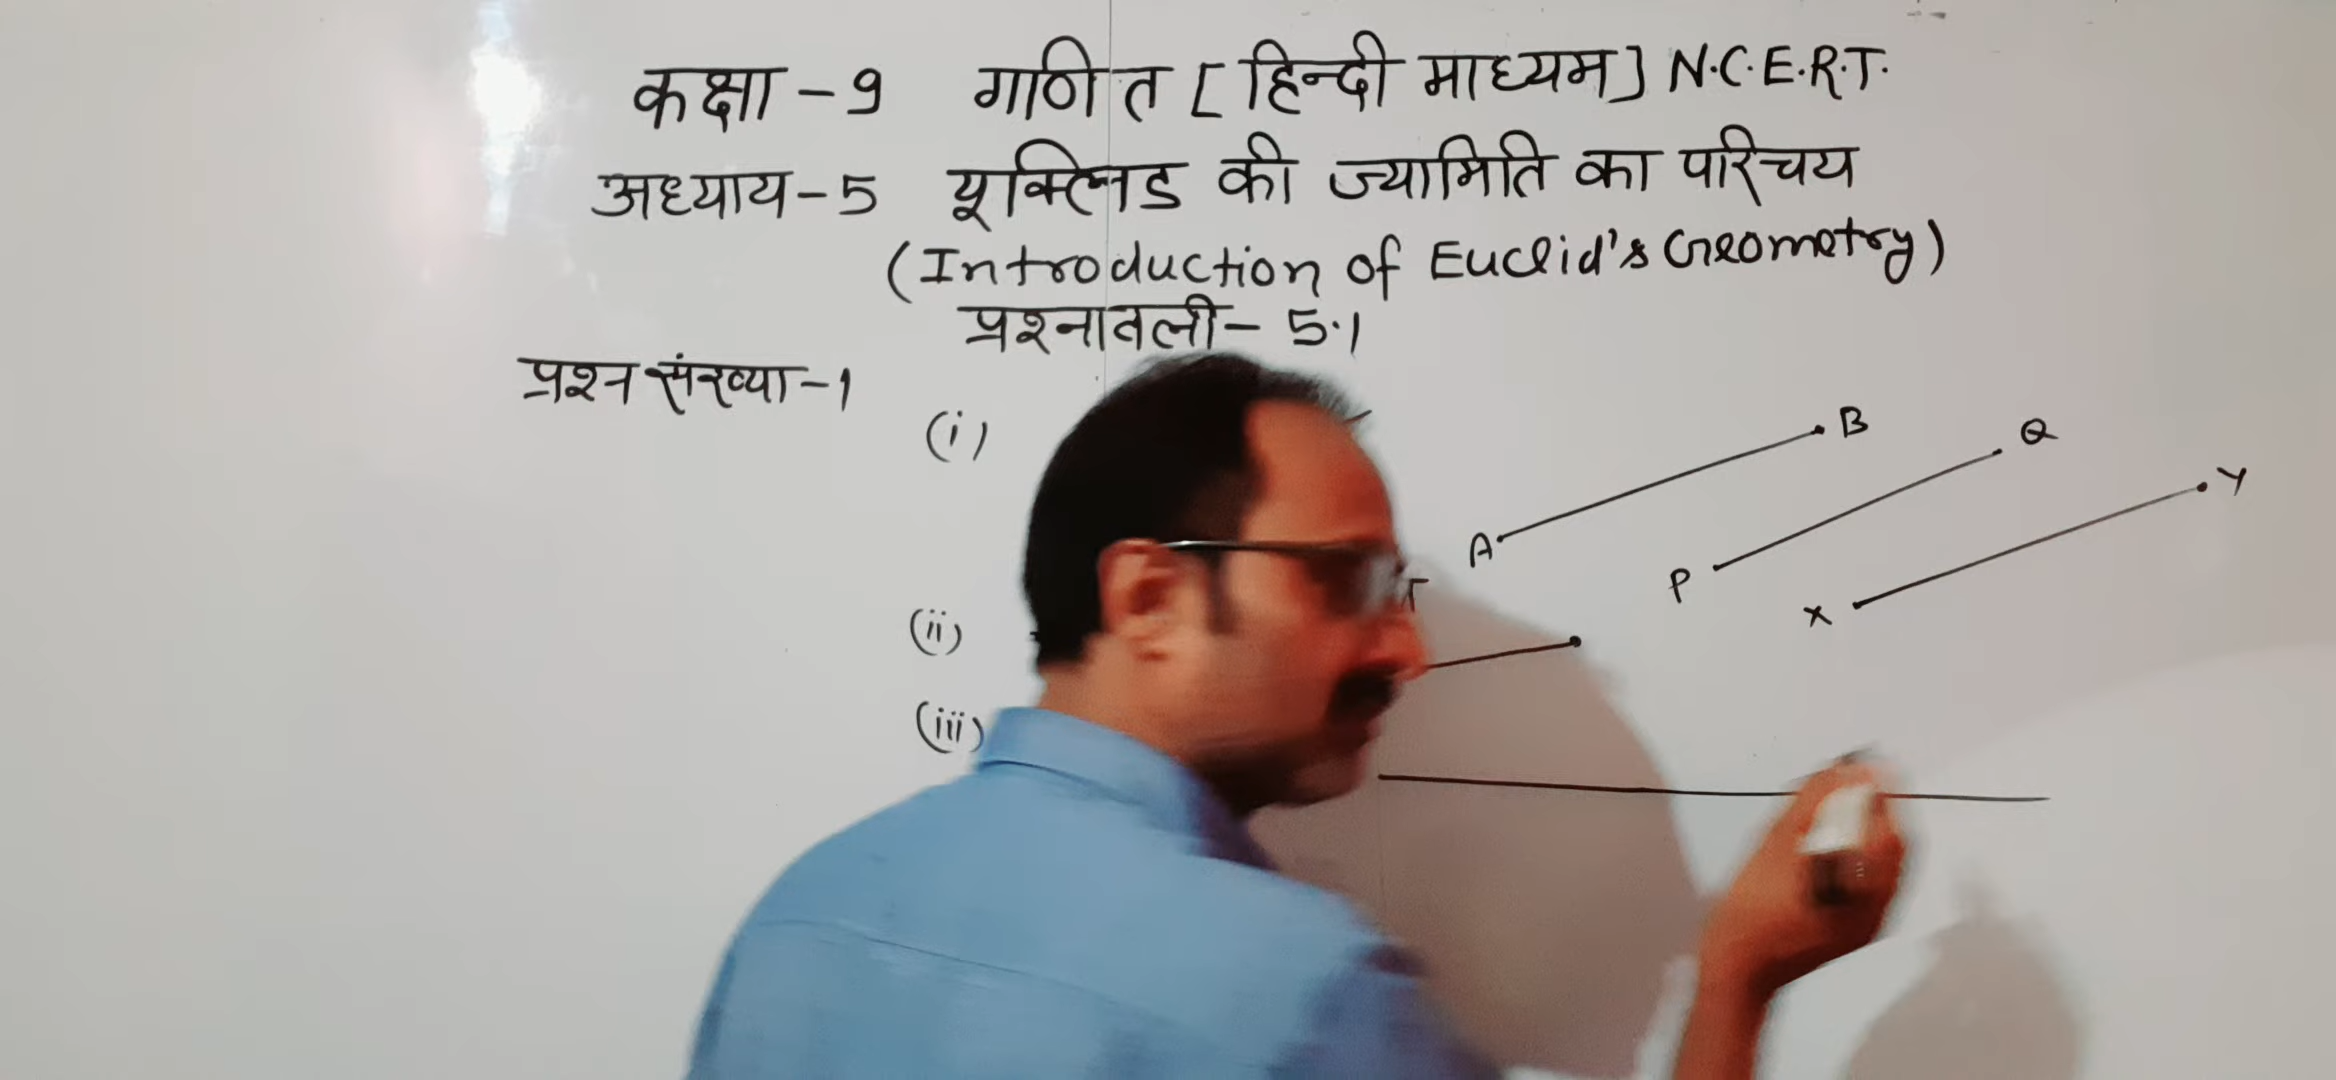 कक्षा - 9 गणित [हिन्दी माध्यम] N.C.E.R.T.
अध्याय - 5 यूक्लिड की ज्यामिति का परिचय
(Introduction of Euclid's Geometry)
प्रश्नावली - 5.1
प्रश्न संख्या - 1
(i)
A B
P Q
X Y
(ii)
(iii)